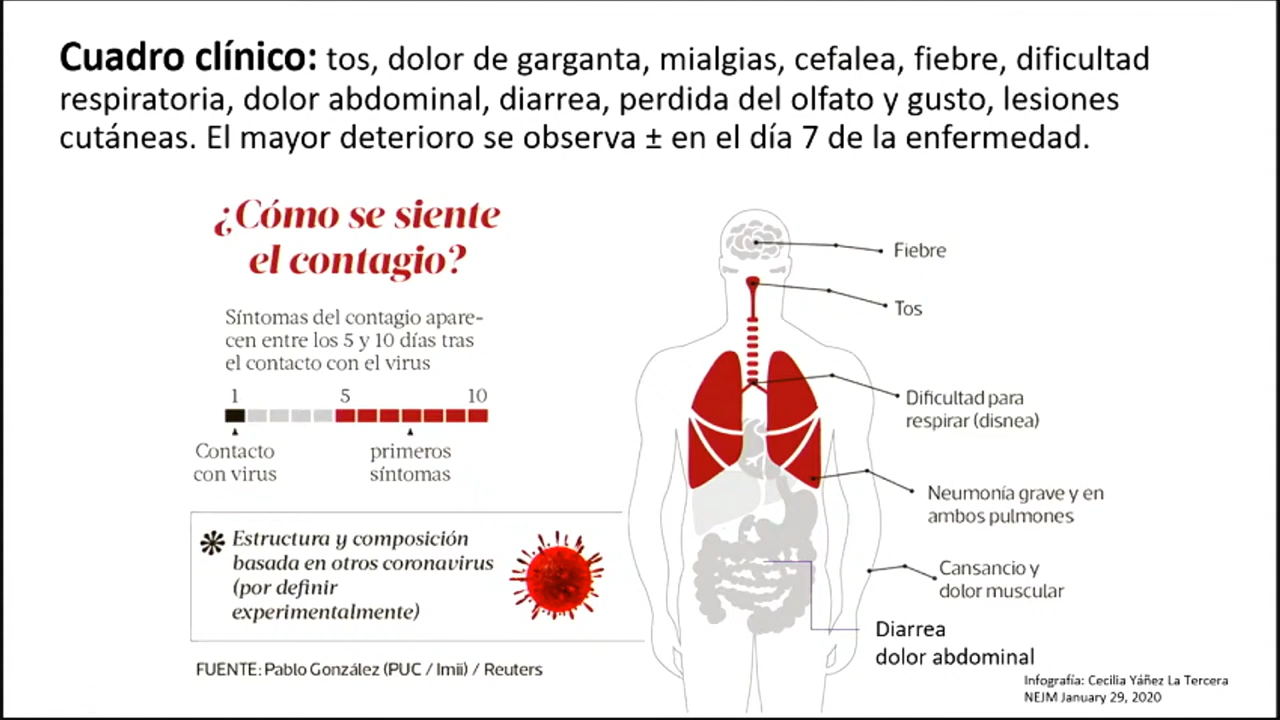 Cuadro clínico: tos, dolor de garganta, mialgias, cefalea, fiebre, dificultad
respiratoria, dolor abdominal, diarrea, perdida del olfato y gusto, lesiones
cutáneas. El mayor deterioro se observa ± en el día 7 de la enfermedad.
¿Cómo se siente
el contagio?
Síntomas del contagio apare-
cen entre los 5 y 10 días tras
el contacto con el virus
1 5 10
Contacto
con virus
primeros
síntomas
* Estructura y composición
basada en otros coronavirus
(por definir
experimentalmente)
FUENTE: Pablo González (PUC / Imii) / Reuters
Fiebre
Tos
Dificultad para
respirar (disnea)
Neumonía grave y en
ambos pulmones
Cansancio y
dolor muscular
Diarrea
dolor abdominal
Infografía: Cecilia Yáñez La Tercera
NEJM January 29, 2020